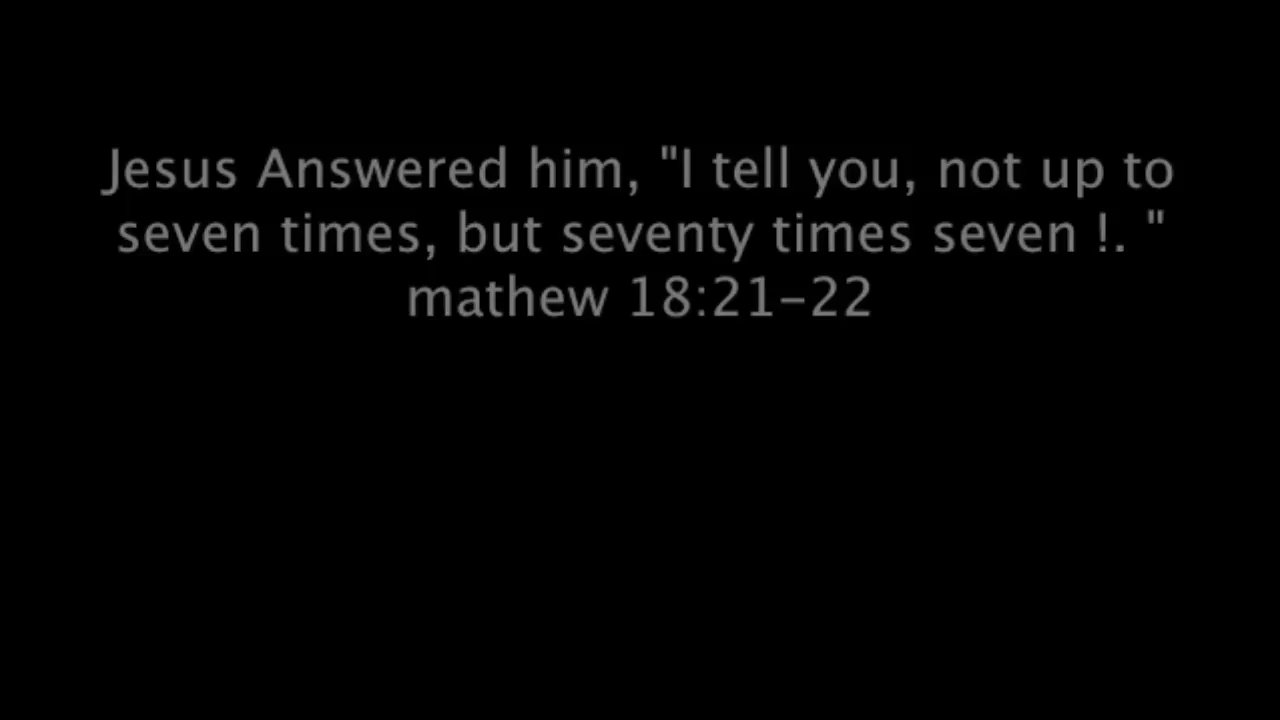 Jesus Answered him, "I tell you, not up to
seven times, but seventy times seven !. "
mathew 18:21-22